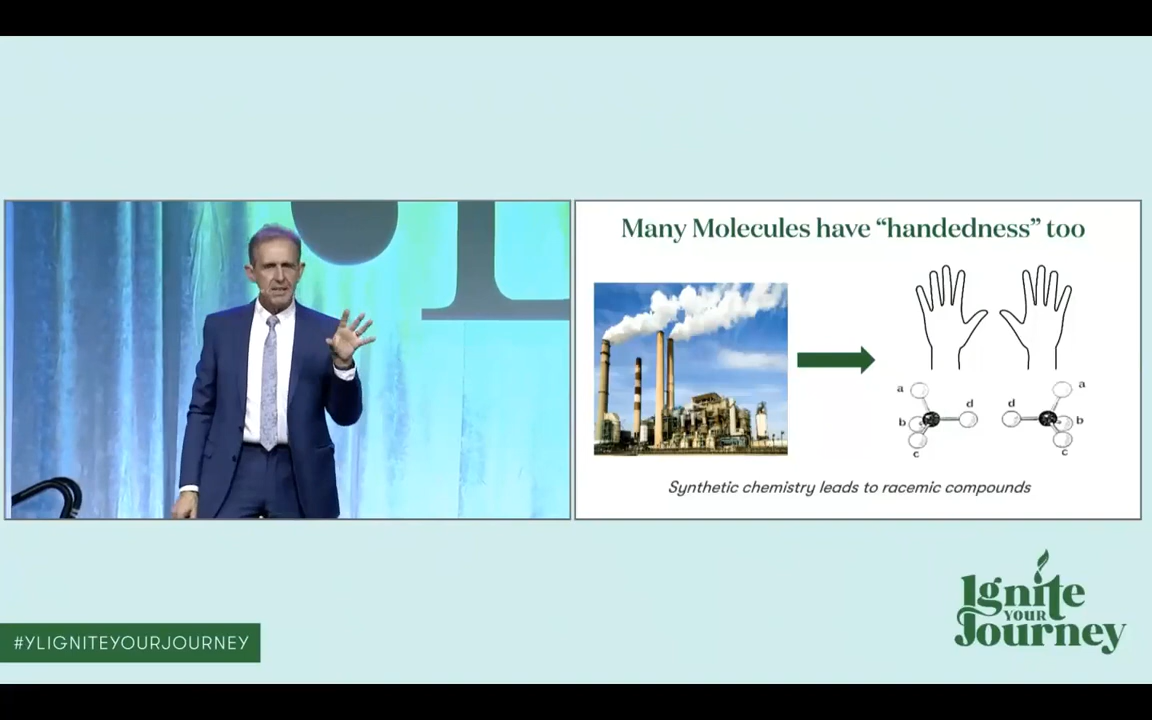 Many Molecules have “handedness” too
a
a
d
d
b
b
c
c
Synthetic chemistry leads to racemic compounds
Ignite
YOUR
Journey
#YLIGNITEYOURJOURNEY